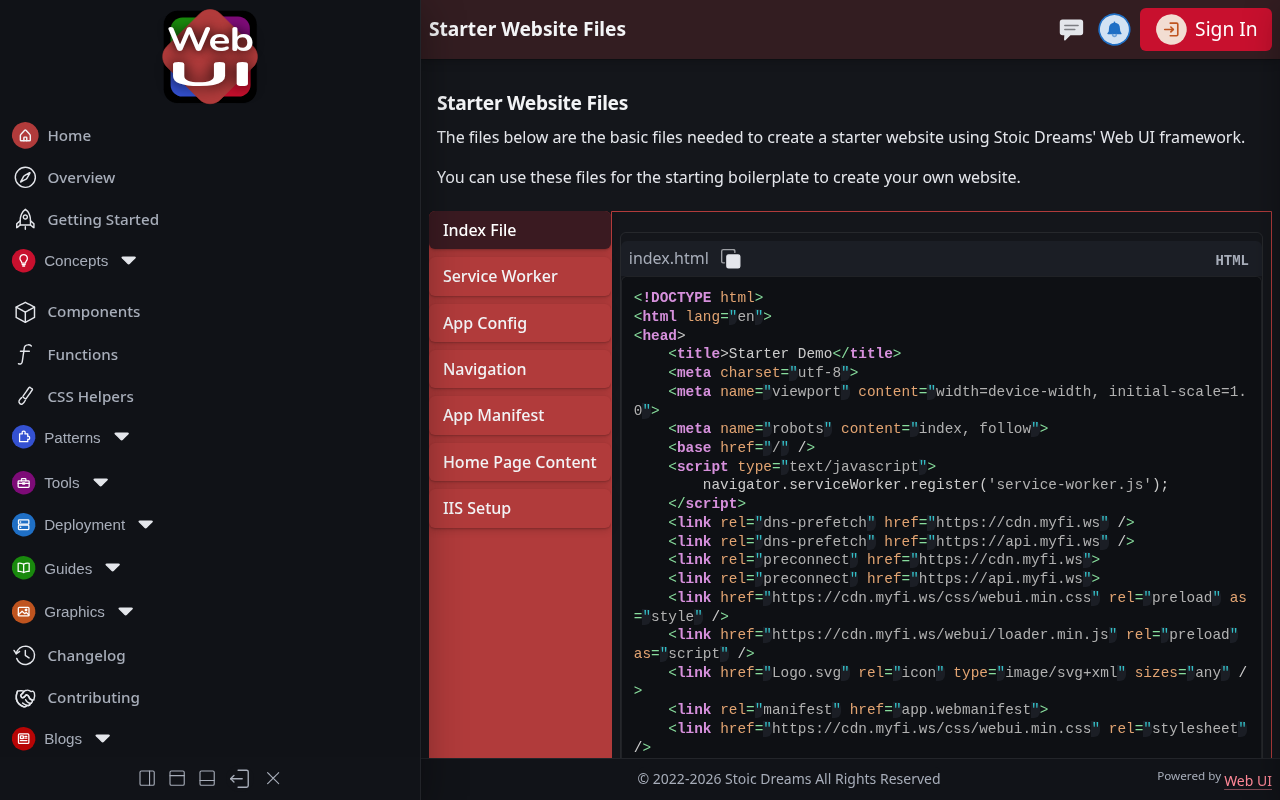 Web
UI
Home
Overview
Getting Started
Concepts
Components
Functions
CSS Helpers
Patterns
Tools
Deployment
Guides
Graphics
Changelog
Contributing
Blogs
Starter Website Files
Sign In
Starter Website Files
The files below are the basic files needed to create a starter website using Stoic Dreams' Web UI framework.
You can use these files for the starting boilerplate to create your own website.
Index File
Service Worker
App Config
Navigation
App Manifest
Home Page Content
IIS Setup
index.html
HTML
<!DOCTYPE html>
<html lang="en">
<head>
    <title>Starter Demo</title>
    <meta charset="utf-8">
    <meta name="viewport" content="width=device-width, initial-scale=1.
0">
    <meta name="robots" content="index, follow">
    <base href="/" />
    <script type="text/javascript">
        navigator.serviceWorker.register('service-worker.js');
    </script>
    <link rel="dns-prefetch" href="https://cdn.myfi.ws" />
    <link rel="dns-prefetch" href="https://api.myfi.ws" />
    <link rel="preconnect" href="https://cdn.myfi.ws">
    <link rel="preconnect" href="https://api.myfi.ws">
    <link href="https://cdn.myfi.ws/css/webui.min.css" rel="preload" as
="style" />
    <link href="https://cdn.myfi.ws/webui/loader.min.js" rel="preload"
as="script" />
    <link href="Logo.svg" rel="icon" type="image/svg+xml" sizes="any" /
>
    <link rel="manifest" href="app.webmanifest">
    <link href="https://cdn.myfi.ws/css/webui.min.css" rel="stylesheet"
/>
© 2022-2026 Stoic Dreams All Rights Reserved
Powered by Web UI